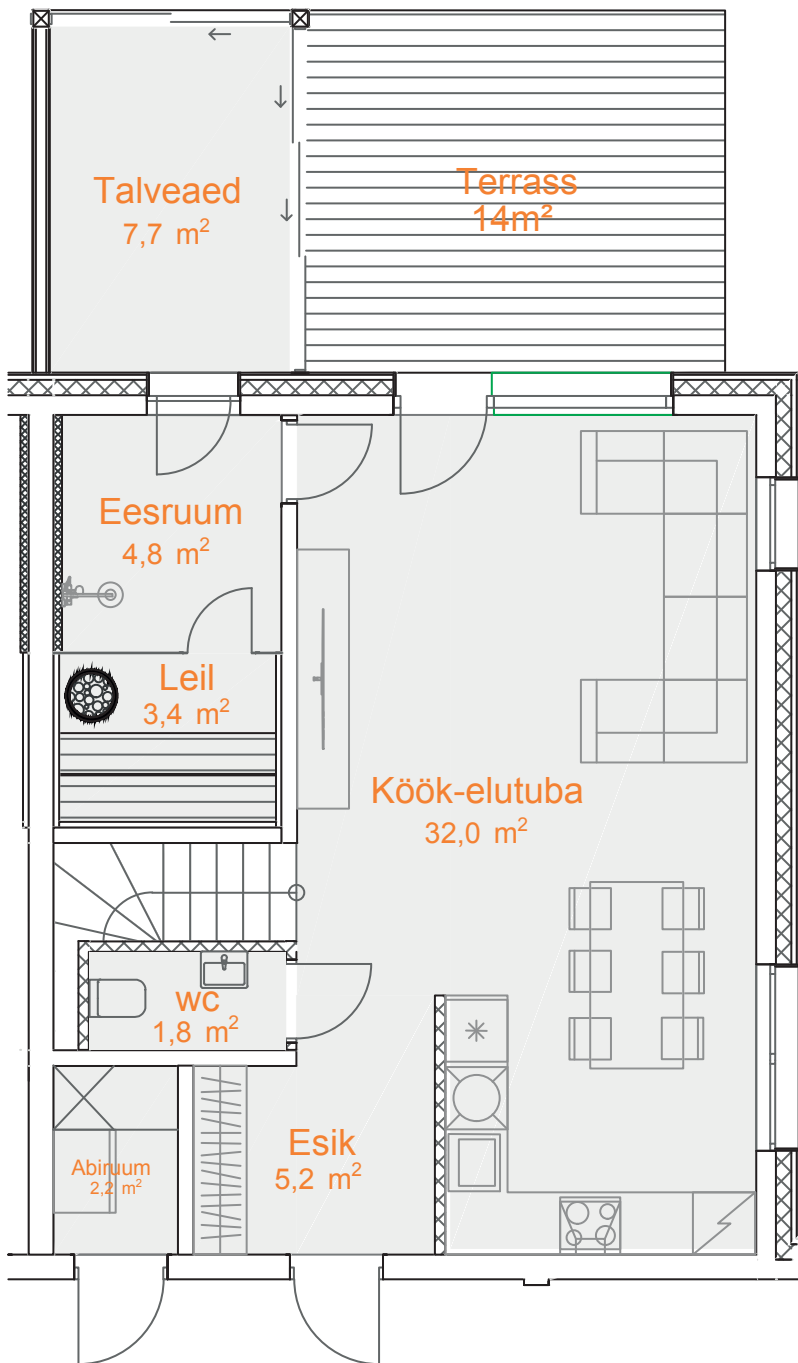 Talveaed
7,7 m²
Terrass
14m²
Eesruum
4,8 m²
Leil
3,4 m²
Köök-elutuba
32,0 m²
wc
1,8 m²
Esik
5,2 m²
Abiruum
2,2 m²